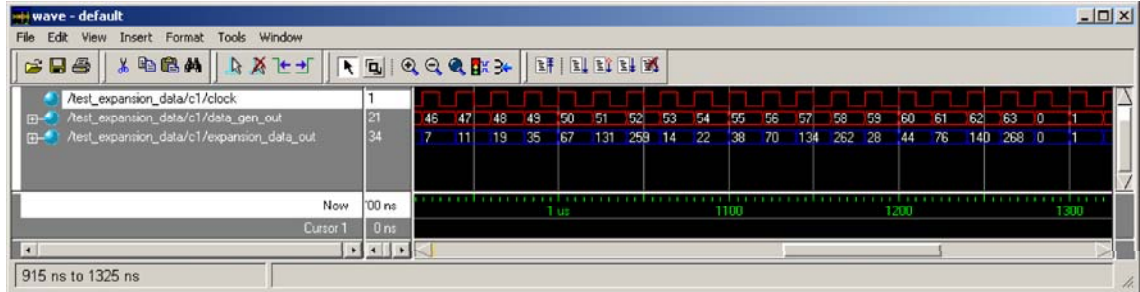 wave - default
File Edit View Insert Format Tools Window
/test_expansion_data/c1/clock 1
/test_expansion_data/c1/data_gen_out 21 46 47 48 49 50 51 52 53 54 55 56 57 58 59 60 61 62 63 0 1
/test_expansion_data/c1/expansion_data_out 34 7 11 19 35 67 131 259 14 22 38 70 134 262 28 44 76 140 268 0 1
Now '00 ns 1 us 1100 1200 1300
Cursor 1 0 ns
915 ns to 1325 ns